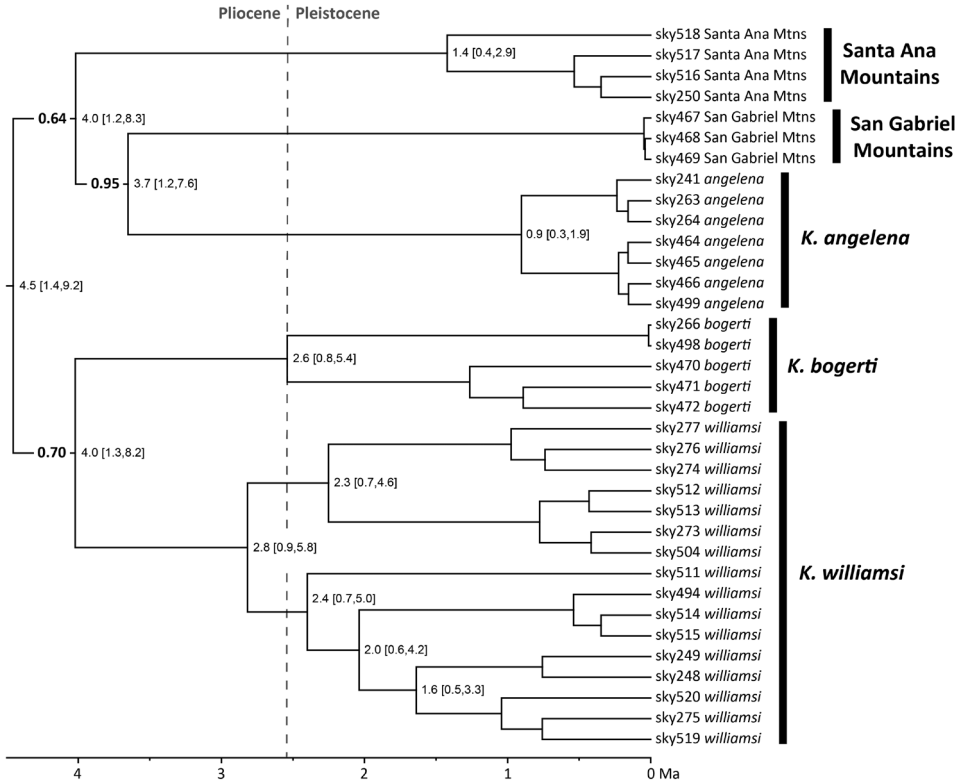 Pliocene Pleistocene
sky518 Santa Ana Mtns
sky517 Santa Ana Mtns
sky516 Santa Ana Mtns
sky250 Santa Ana Mtns
1.4 [0.4,2.9]
Santa Ana
Mountains
0.64
4.0 [1.2,8.3]
sky467 San Gabriel Mtns
sky468 San Gabriel Mtns
sky469 San Gabriel Mtns
San Gabriel
Mountains
0.95
3.7 [1.2,7.6]
sky241 angelena
sky263 angelena
sky264 angelena
sky464 angelena
sky465 angelena
sky466 angelena
sky499 angelena
0.9 [0.3,1.9]
K. angelena
4.5 [1.4,9.2]
sky266 bogerti
sky498 bogerti
sky470 bogerti
sky471 bogerti
sky472 bogerti
2.6 [0.8,5.4]
K. bogerti
0.70
4.0 [1.3,8.2]
sky277 williamsi
sky276 williamsi
sky274 williamsi
sky512 williamsi
sky513 williamsi
sky273 williamsi
sky504 williamsi
sky511 williamsi
sky494 williamsi
sky514 williamsi
sky515 williamsi
sky249 williamsi
sky248 williamsi
sky520 williamsi
sky275 williamsi
sky519 williamsi
2.3 [0.7,4.6]
2.8 [0.9,5.8]
2.4 [0.7,5.0]
2.0 [0.6,4.2]
1.6 [0.5,3.3]
K. williamsi
4 3 2 1 0 Ma